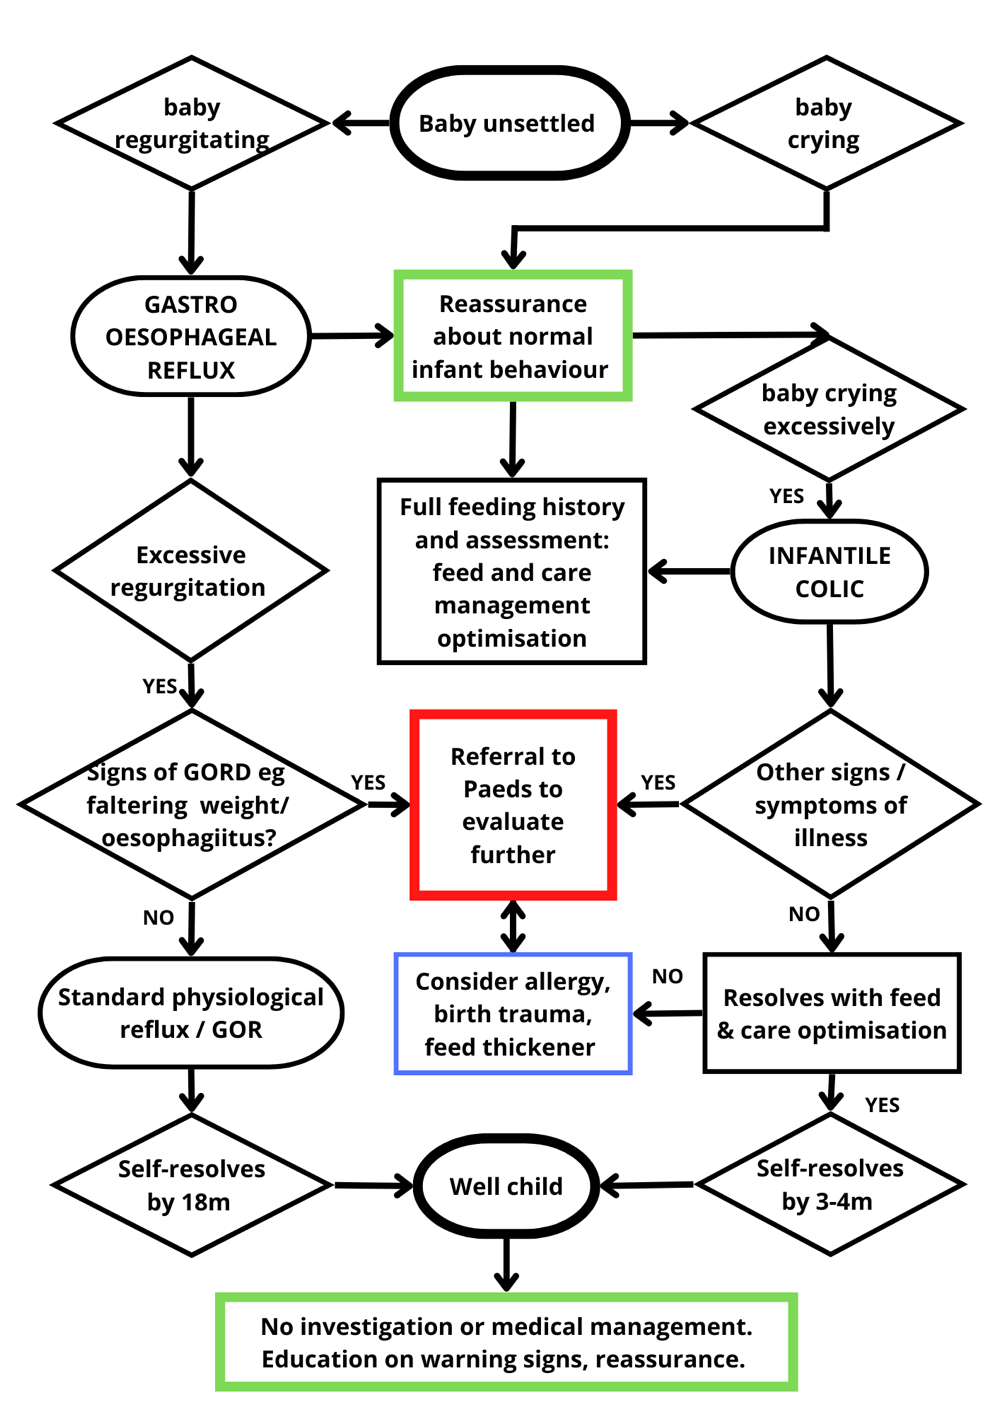 baby
regurgitating
Baby unsettled
baby
crying
GASTRO
OESOPHAGEAL
REFLUX
Reassurance
about normal
infant behaviour
baby crying
excessively
YES
Excessive
regurgitation
Full feeding history
and assessment:
feed and care
management
optimisation
INFANTILE
COLIC
YES
Signs of GORD eg
faltering  weight/
oesophagiitus?
YES
Referral to
Paeds to
evaluate
further
YES
Other signs /
symptoms of
illness
NO
NO
Standard physiological
reflux / GOR
Consider allergy,
birth trauma,
feed thickener
NO
Resolves with feed
& care optimisation
YES
Self-resolves
by 18m
Well child
Self-resolves
by 3-4m
No investigation or medical management.
Education on warning signs, reassurance.